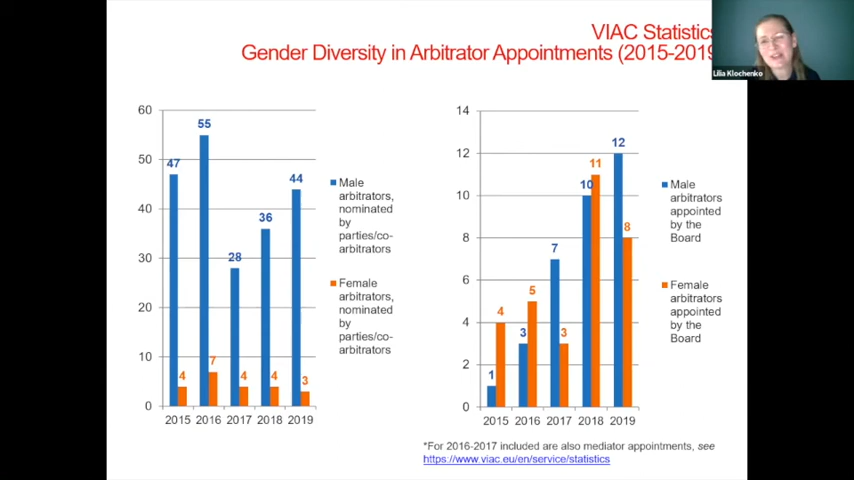 VIAC Statistics
Gender Diversity in Arbitrator Appointments (2015-2019
Lilia Klochenko
60
50
40
30
20
10
0
47
55
28
36
44
4
7
4
4
3
2015 2016 2017 2018 2019
Male
arbitrators,
nominated
by
parties/co-
arbitrators
Female
arbitrators,
nominated
by
parties/co-
arbitrators
14
12
10
8
6
4
2
0
1
4
3
5
7
3
10
11
12
8
2015 2016 2017 2018 2019
Male
arbitrators
appointed
by the
Board
Female
arbitrators
appointed
by the
Board
*For 2016-2017 included are also mediator appointments, see
https://www.viac.eu/en/service/statistics